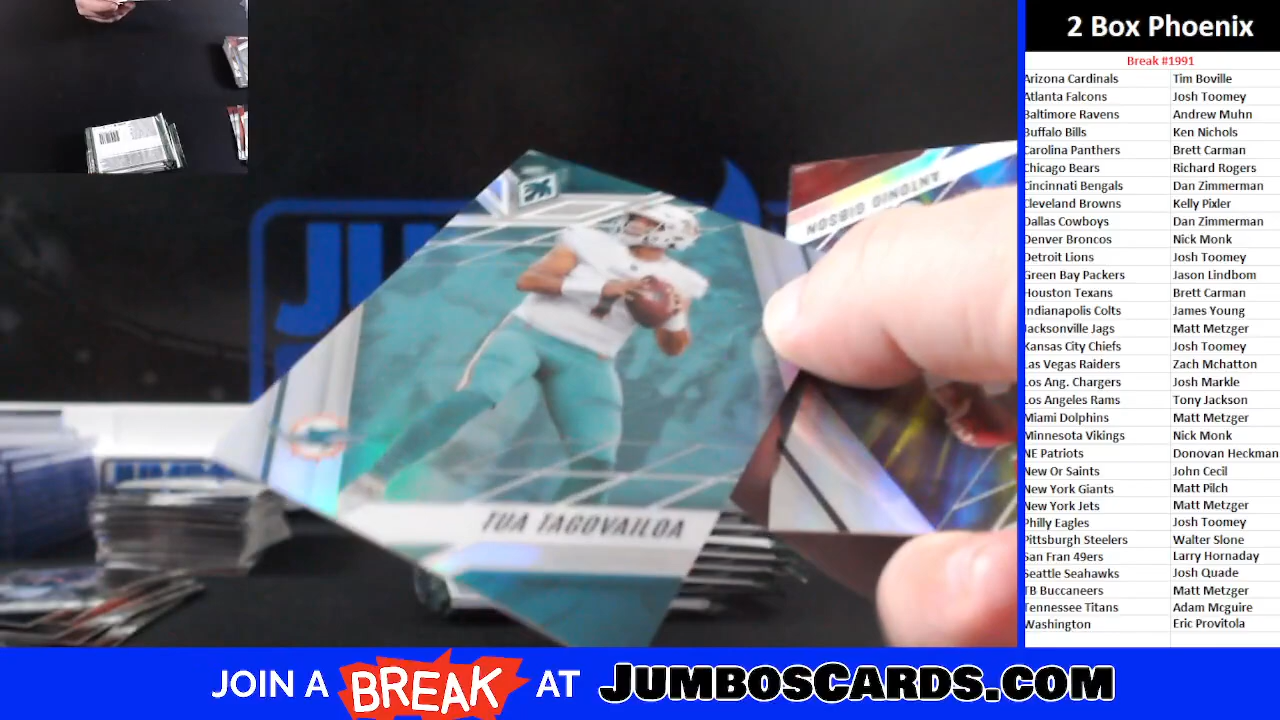 2 Box Phoenix
Break #1991
Arizona Cardinals Tim Boville
Atlanta Falcons Josh Toomey
Baltimore Ravens Andrew Muhn
Buffalo Bills Ken Nichols
Carolina Panthers Brett Carman
Chicago Bears Richard Rogers
Cincinnati Bengals Dan Zimmerman
Cleveland Browns Kelly Pixler
Dallas Cowboys Dan Zimmerman
Denver Broncos Nick Monk
Detroit Lions Josh Toomey
Green Bay Packers Jason Lindbom
Houston Texans Brett Carman
Indianapolis Colts James Young
Jacksonville Jags Matt Metzger
Kansas City Chiefs Josh Toomey
Las Vegas Raiders Zach Mchatton
Los Ang. Chargers Josh Markle
Los Angeles Rams Tony Jackson
Miami Dolphins Matt Metzger
Minnesota Vikings Nick Monk
NE Patriots Donovan Heckman
New Or Saints John Cecil
New York Giants Matt Pilch
New York Jets Matt Metzger
Philly Eagles Josh Toomey
Pittsburgh Steelers Walter Slone
San Fran 49ers Larry Hornaday
Seattle Seahawks Josh Quade
TB Buccaneers Matt Metzger
Tennessee Titans Adam Mcguire
Washington Eric Provitola
ANTONIO GIBSON
PX
TUA TAGOVAILOA
1
JU
JUMBOS
JOIN A BREAK AT JUMBOSCARDS.COM